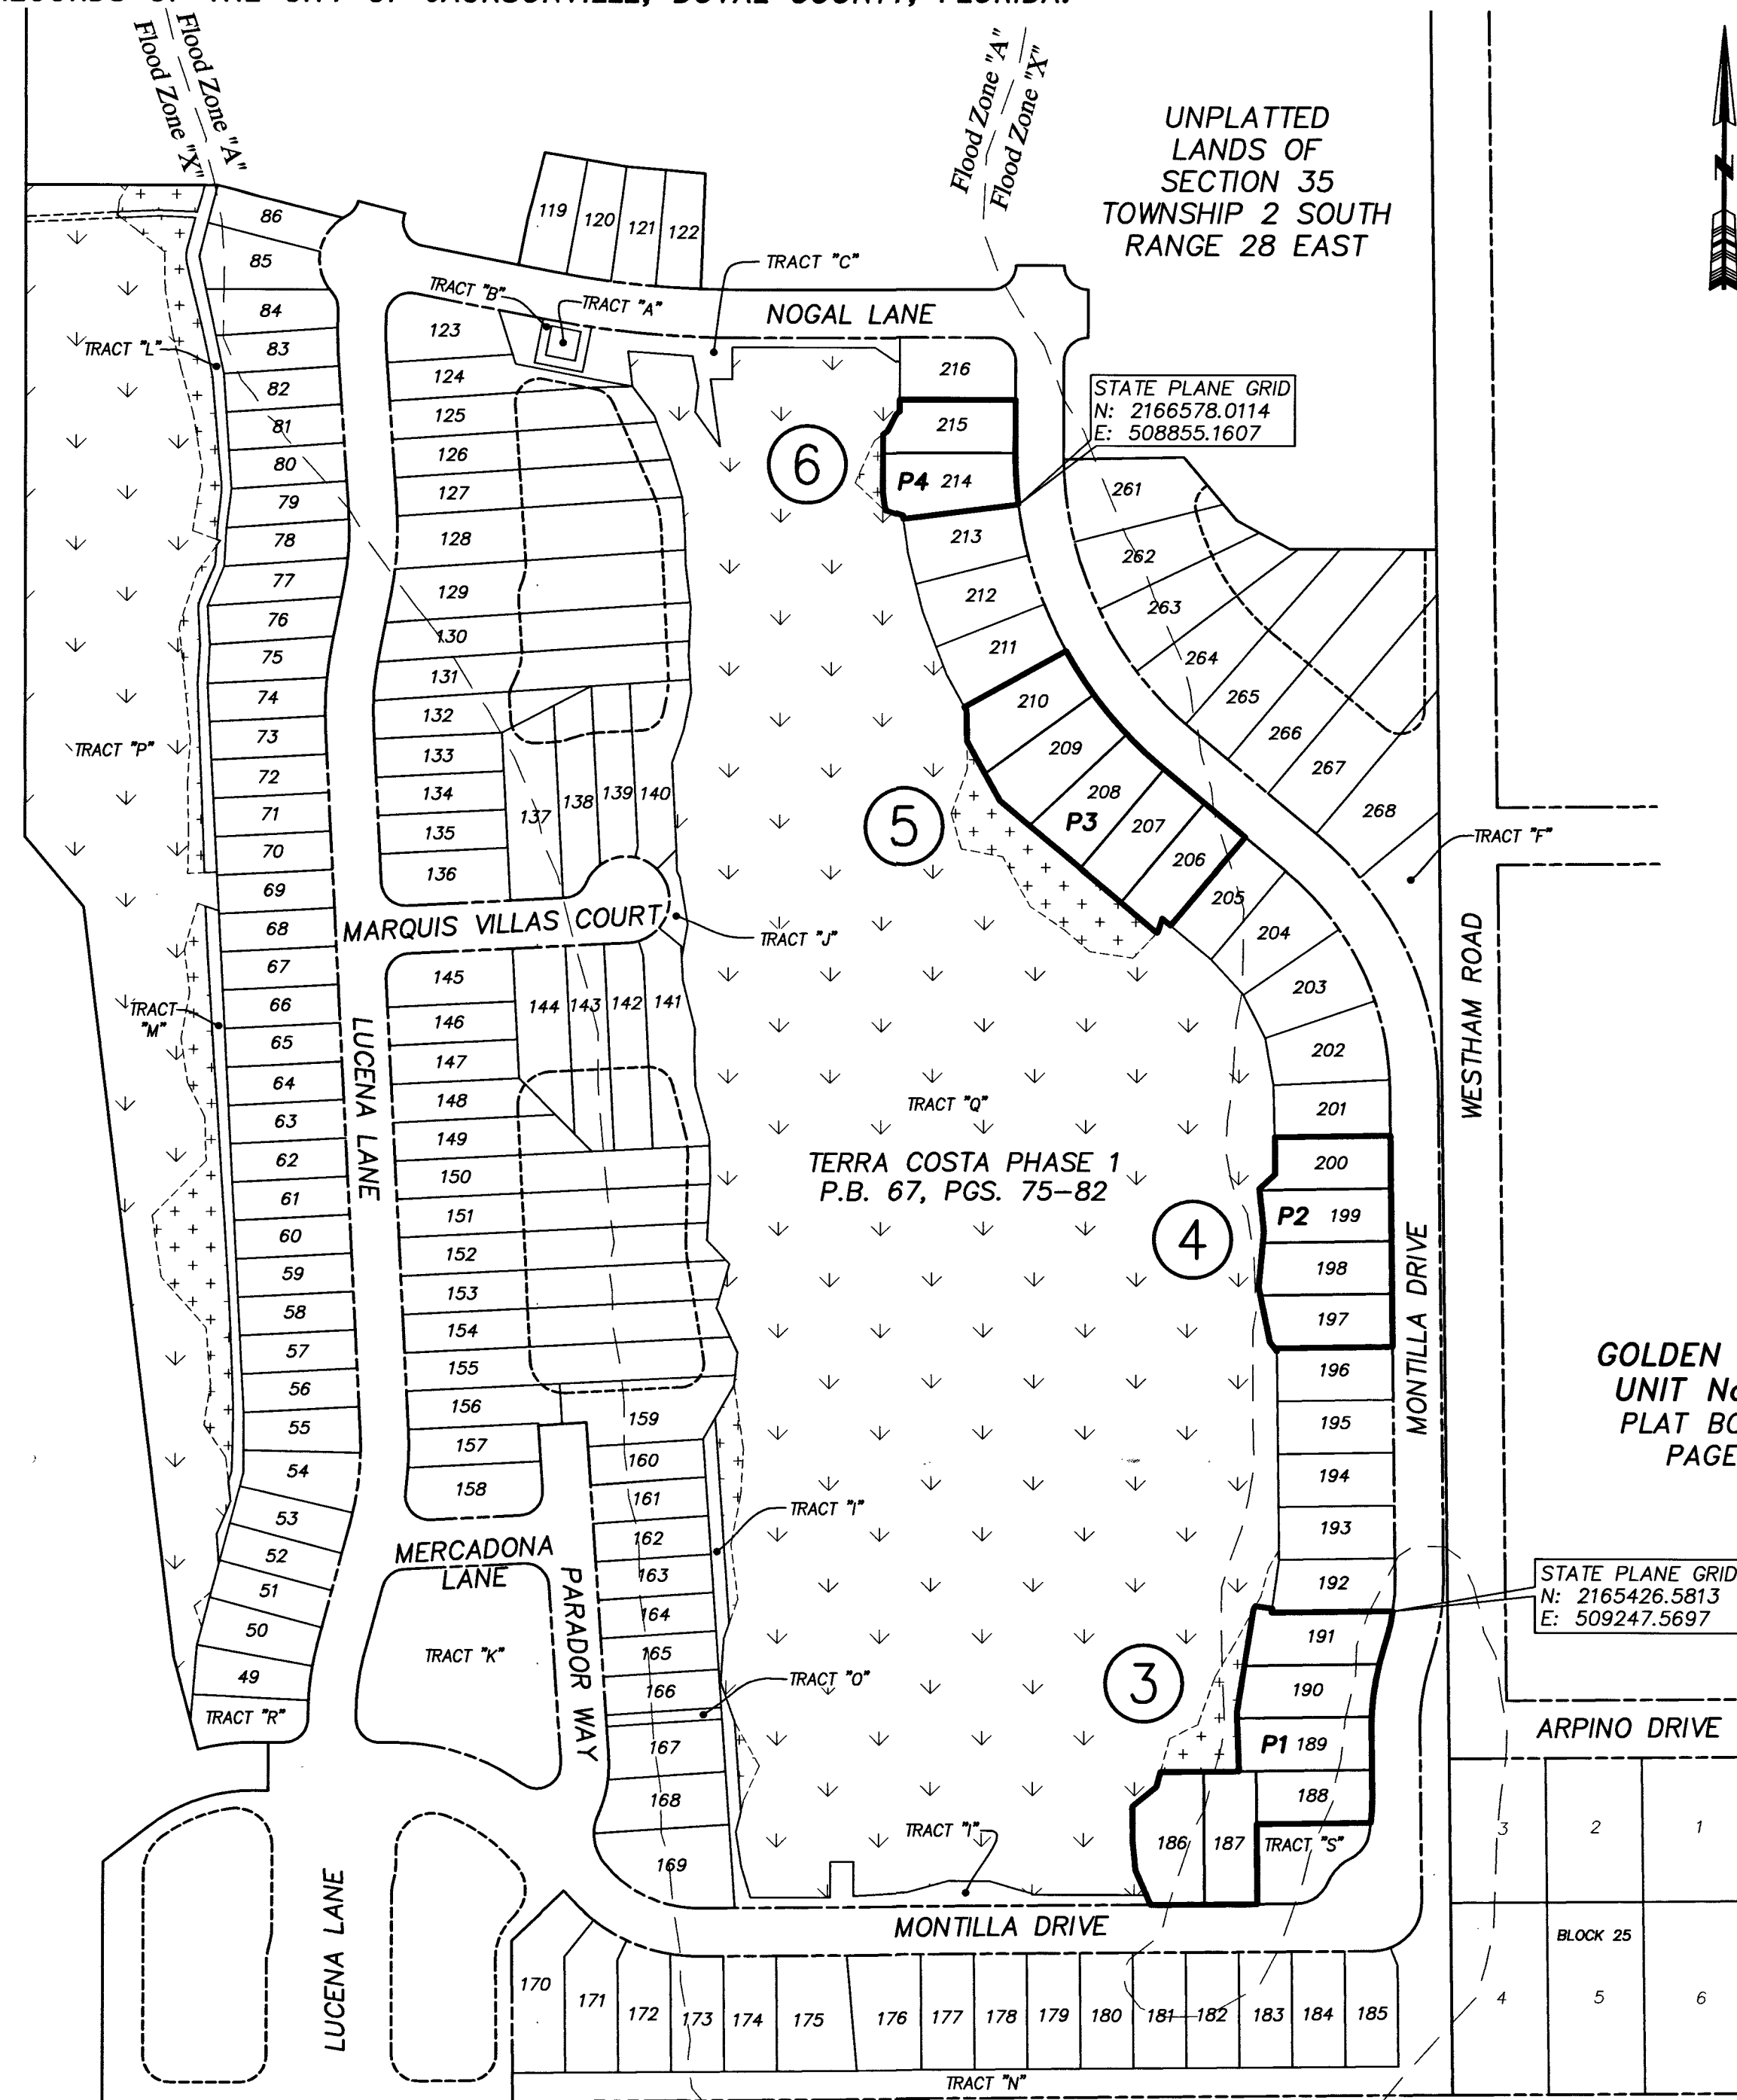 RECORDS OF THE CITY OF JACKSONVILLE, DUVAL COUNTY, FLORIDA.
Flood Zone "A"
Flood Zone "X"
Flood Zone "A"
Flood Zone "X"
UNPLATTED
LANDS OF
SECTION 35
TOWNSHIP 2 SOUTH
RANGE 28 EAST
N
119
120
121
122
86
85
84
83
82
81
80
79
78
77
76
75
74
73
72
71
70
69
68
67
66
65
64
63
62
61
60
59
58
57
56
55
54
53
52
51
50
49
TRACT "R"
TRACT "L"
TRACT "P"
TRACT
"M"
TRACT "B"
TRACT "A"
TRACT "C"
NOGAL LANE
123
124
125
126
127
128
129
130
131
132
133
134
135
136
137
138
139
140
MARQUIS VILLAS COURT
TRACT "J"
145
146
147
148
149
144
143
142
141
150
151
152
153
154
155
156
157
158
LUCENA LANE
MERCADONA
LANE
TRACT "K"
PARADOR WAY
159
160
161
162
163
164
165
166
167
168
169
TRACT "I"
TRACT "O"
TRACT "I"
TRACT "Q"
TERRA COSTA PHASE 1
P.B. 67, PGS. 75-82
216
215
P4 214
6
STATE PLANE GRID
N: 2166578.0114
E: 508855.1607
213
212
211
210
209
208
P3
207
206
5
205
204
203
202
201
200
P2 199
198
197
4
196
195
194
193
192
191
190
P1 189
188
3
186
187
TRACT "S"
261
262
263
264
265
266
267
268
TRACT "F"
WESTHAM ROAD
MONTILLA DRIVE
GOLDEN
UNIT No
PLAT BO
PAGE
STATE PLANE GRID
N: 2165426.5813
E: 509247.5697
ARPINO DRIVE
3
2
1
BLOCK 25
4
5
6
MONTILLA DRIVE
LUCENA LANE
170
171
172
173
174
175
176
177
178
179
180
181
182
183
184
185
TRACT "N"